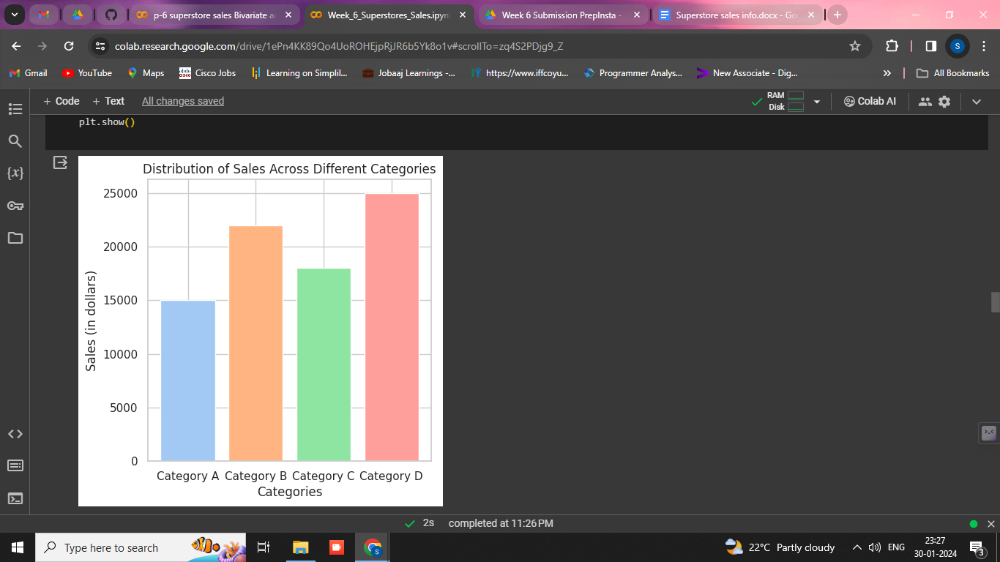 p-6 superstore sales Bivariate a
Week_6_Superstores_Sales.ipyn
Week 6 Submission PrepInsta -
Superstore sales info.docx - Go
colab.research.google.com/drive/1ePn4KK89Qo4UoROHEjpRjJR6b5Yk8o1v#scrollTo=zq4S2PDjg9_Z
S
Gmail
YouTube
Maps
Cisco Jobs
Learning on Simplil...
Jobaaj Learnings -...
https://www.iffcoyu...
Programmer Analys...
New Associate - Dig...
All Bookmarks
+ Code
+ Text
All changes saved
RAM
Disk
Colab AI
plt.show()
{x}
Distribution of Sales Across Different Categories
25000
20000
15000
10000
5000
0
Sales (in dollars)
Category A Category B Category C Category D
Categories
2s completed at 11:26 PM
Type here to search
22°C Partly cloudy
ENG
23:27
30-01-2024
3